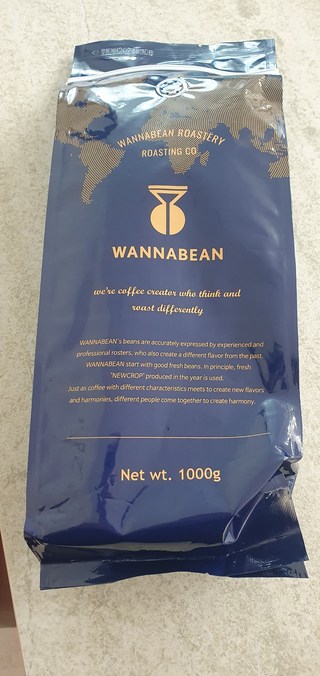 WANNABEAN ROASTERY
ROASTING CO.
WANNABEAN
we're coffee creator who think and
roast differently
WANNABEAN's beans are accurately expressed by experienced and
professional rosters, who also create a different flavor from the past.
WANNABEAN start with good fresh beans. In principle, fresh
"NEWCROP" produced in the year is used.
Just as coffee with different characteristics meets to create new flavors
and harmonies, different people come together to create harmony.
Net wt. 1000g